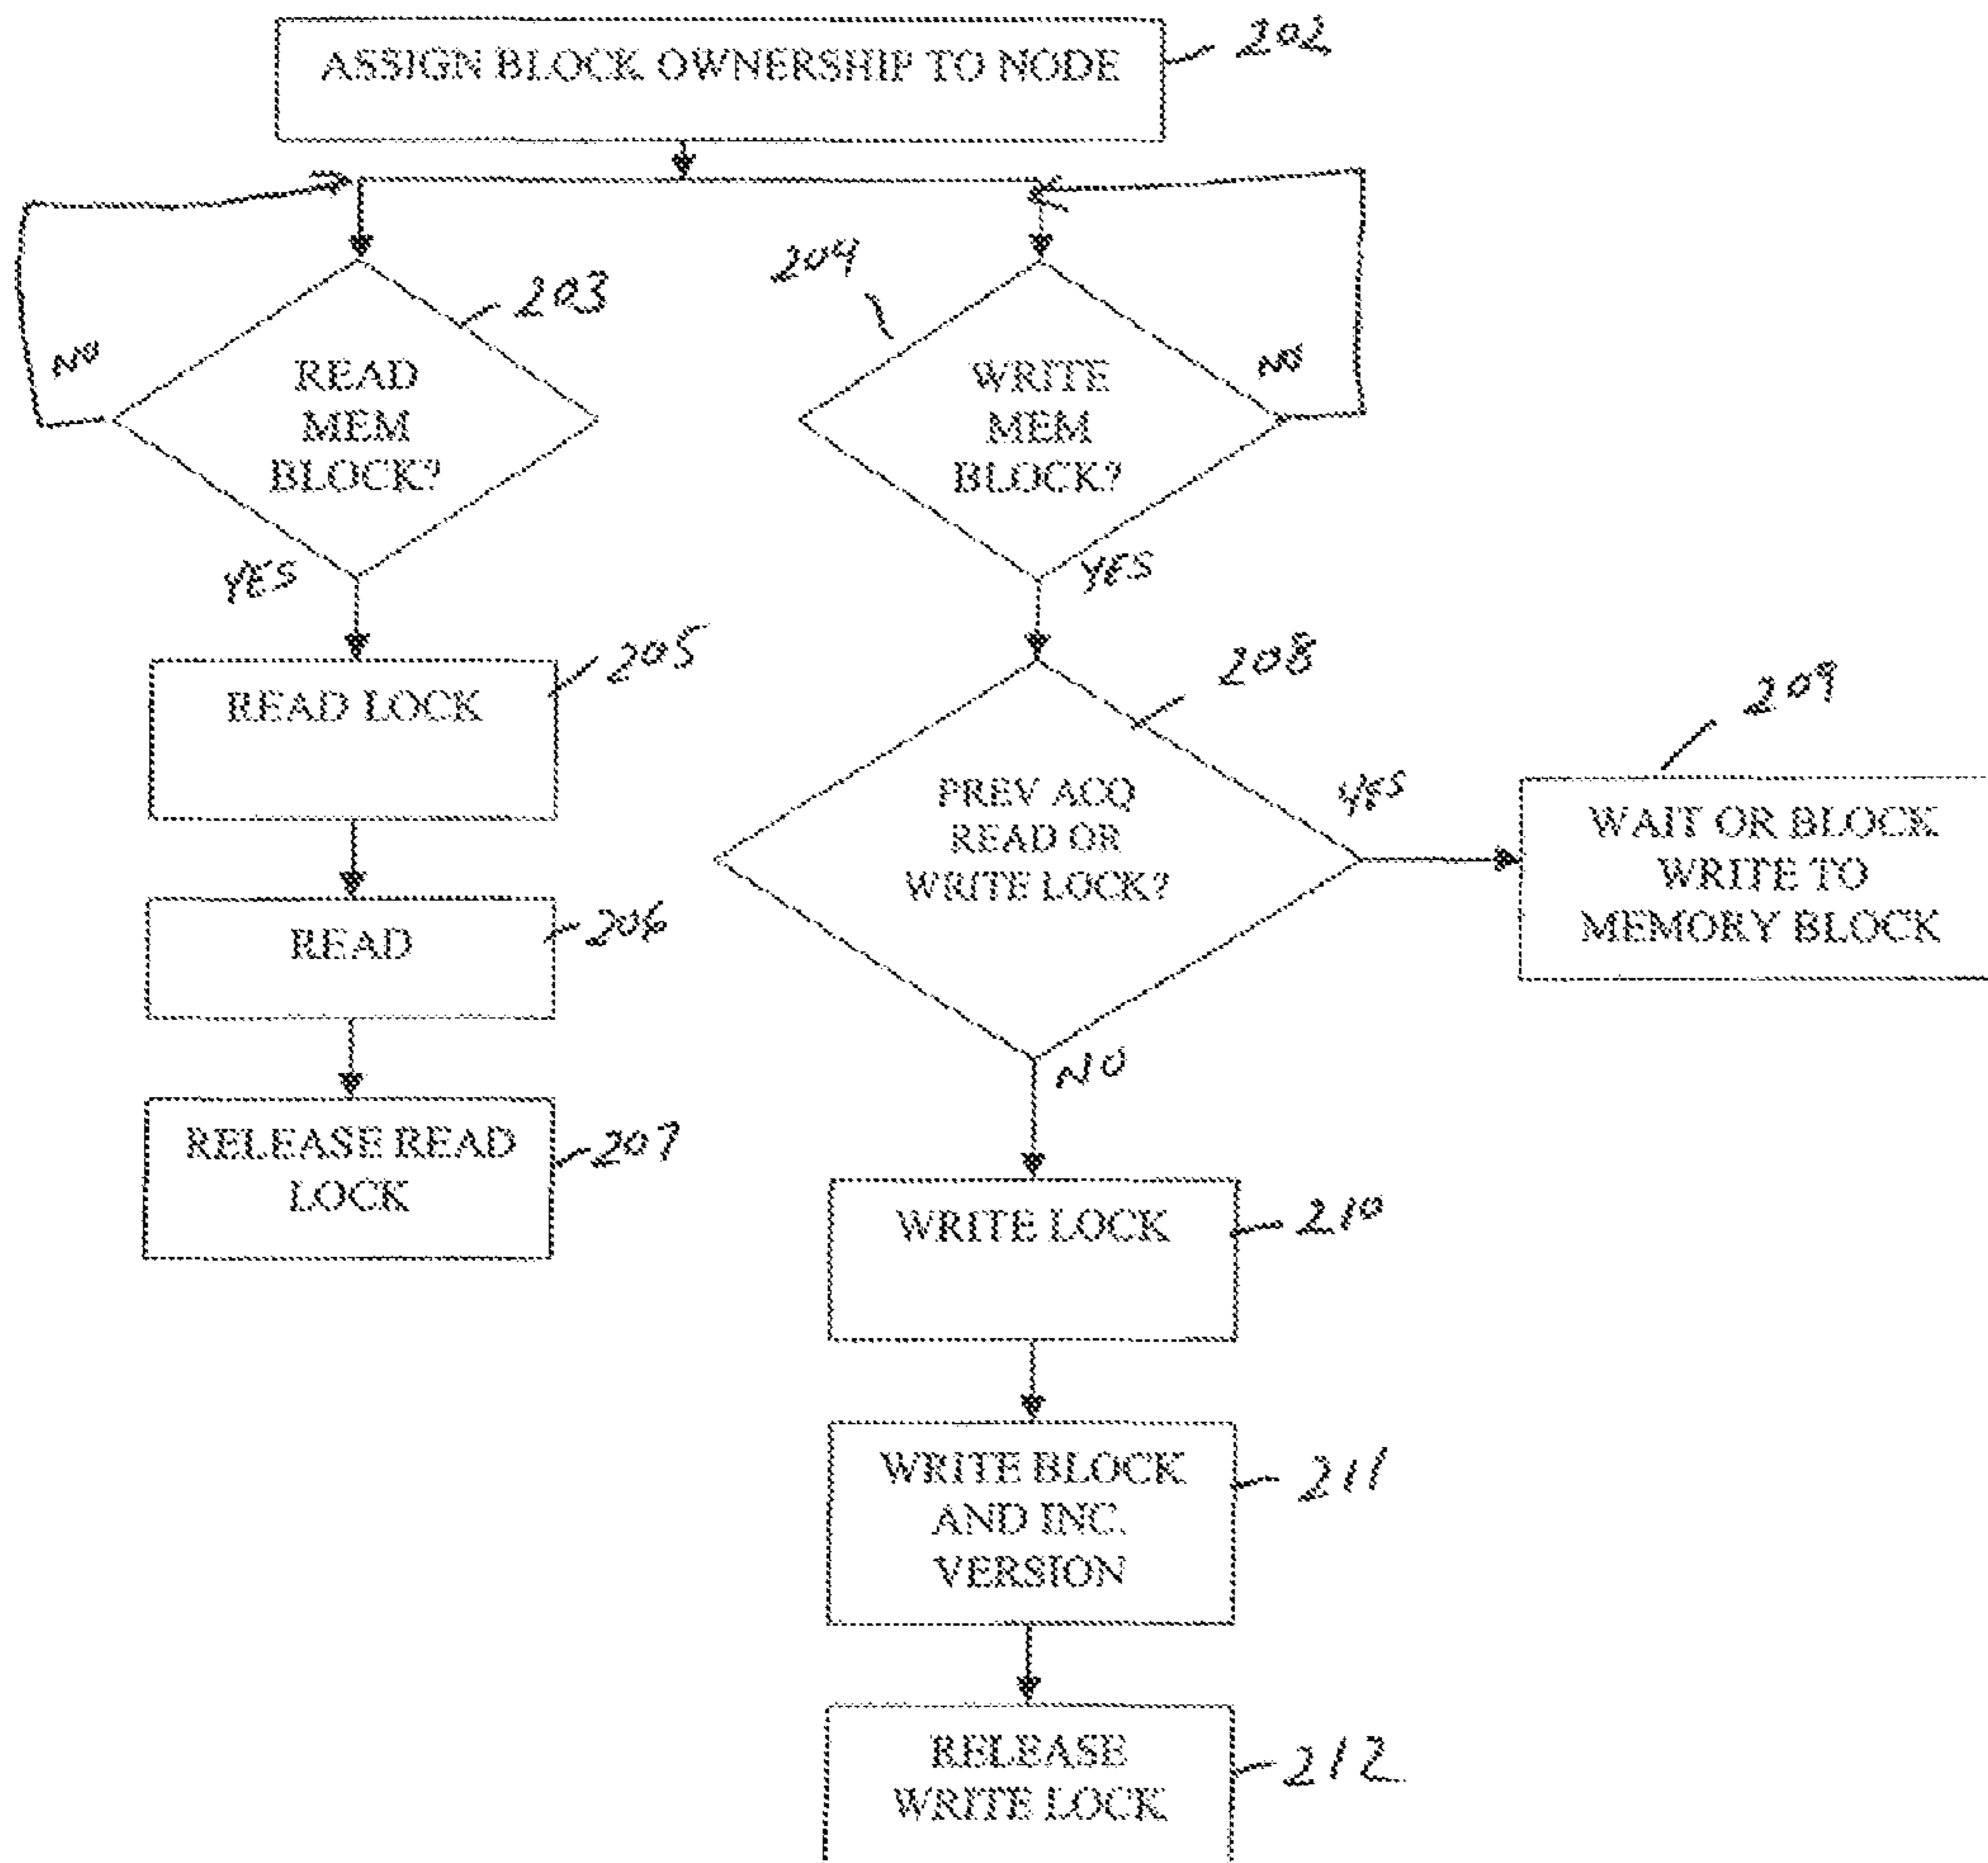 ASSIGN BLOCK OWNERSHIP TO NODE
202
203
204
NO
READ
MEM
BLOCK?
WRITE
MEM
BLOCK?
NO
YES
YES
READ LOCK
205
208
209
PREV ACQ
READ OR
WRITE LOCK?
YES
WAIT OR BLOCK
WRITE TO
MEMORY BLOCK
READ
206
NO
RELEASE READ
LOCK
207
WRITE LOCK
210
WRITE BLOCK
AND INC.
VERSION
211
RELEASE
WRITE LOCK
212